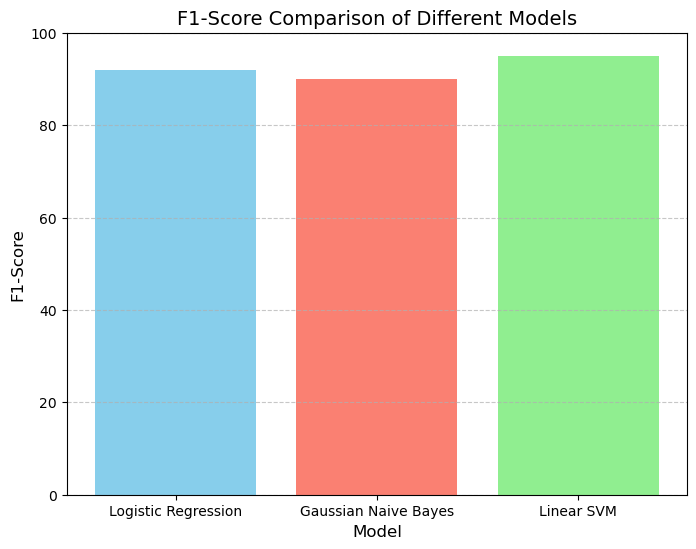 F1-Score Comparison of Different Models
100
80
60
40
20
0
F1-Score
Logistic Regression
Gaussian Naive Bayes
Linear SVM
Model